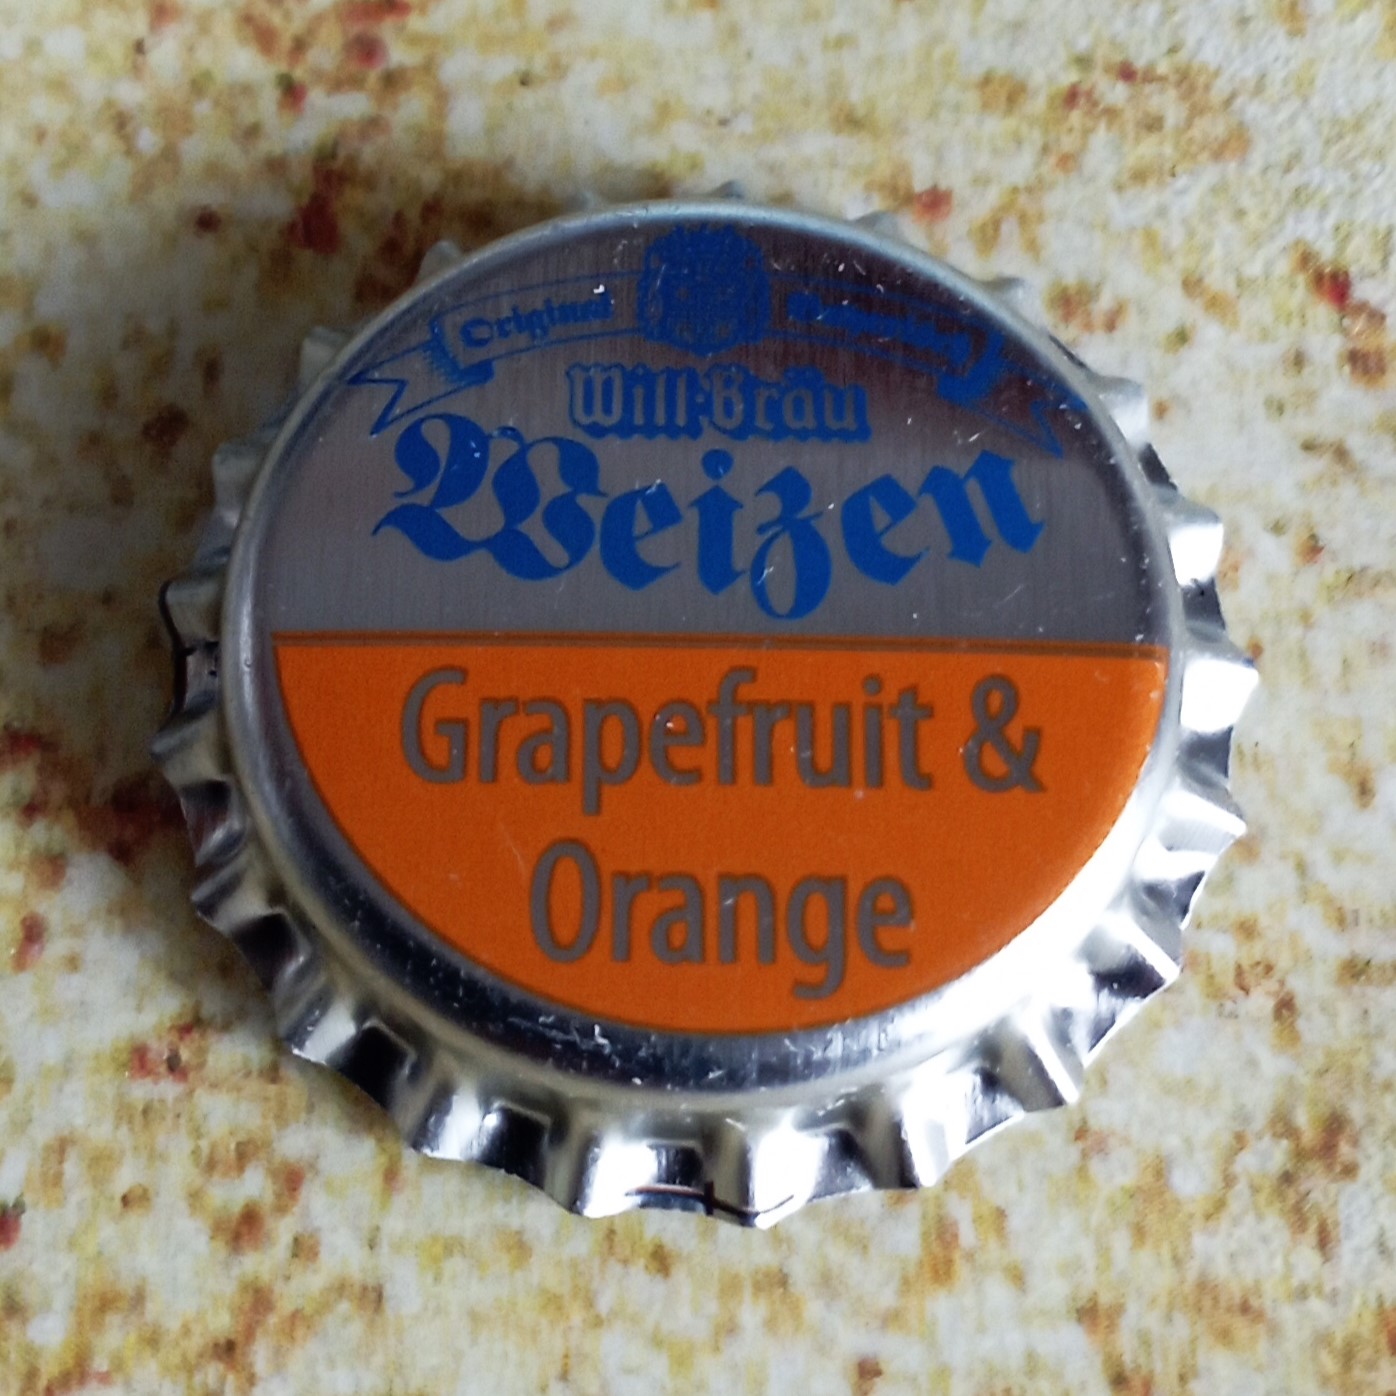 Original
Will-Bräu
Weizen
Grapefruit &
Orange